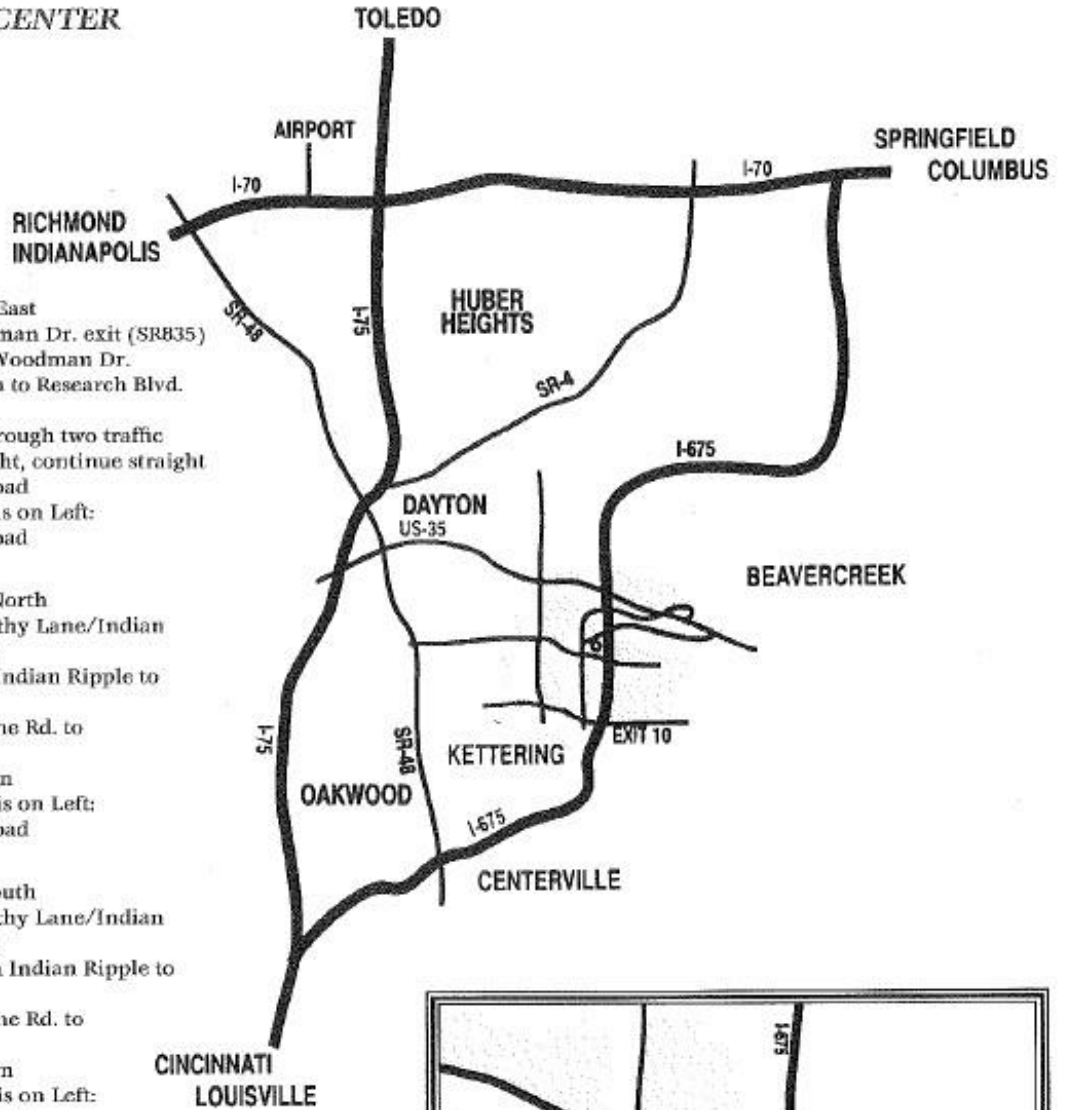 CENTER
TOLEDO
AIRPORT
SPRINGFIELD
COLUMBUS
I-70
I-70
RICHMOND
INDIANAPOLIS
SR-48
I-75
HUBER
HEIGHTS
SR-4
I-675
DAYTON
US-35
BEAVERCREEK
EXIT 10
KETTERING
SR-48
I-75
OAKWOOD
I-675
CENTERVILLE
CINCINNATI
LOUISVILLE
I-675
East
man Dr. exit (SR835)
Woodman Dr.
to Research Blvd.
rough two traffic
ht, continue straight
oad
is on Left:
oad
North
thy Lane/Indian
Indian Ripple to
ne Rd. to
n
is on Left:
oad
outh
thy Lane/Indian
Indian Ripple to
ne Rd. to
n
is on Left: